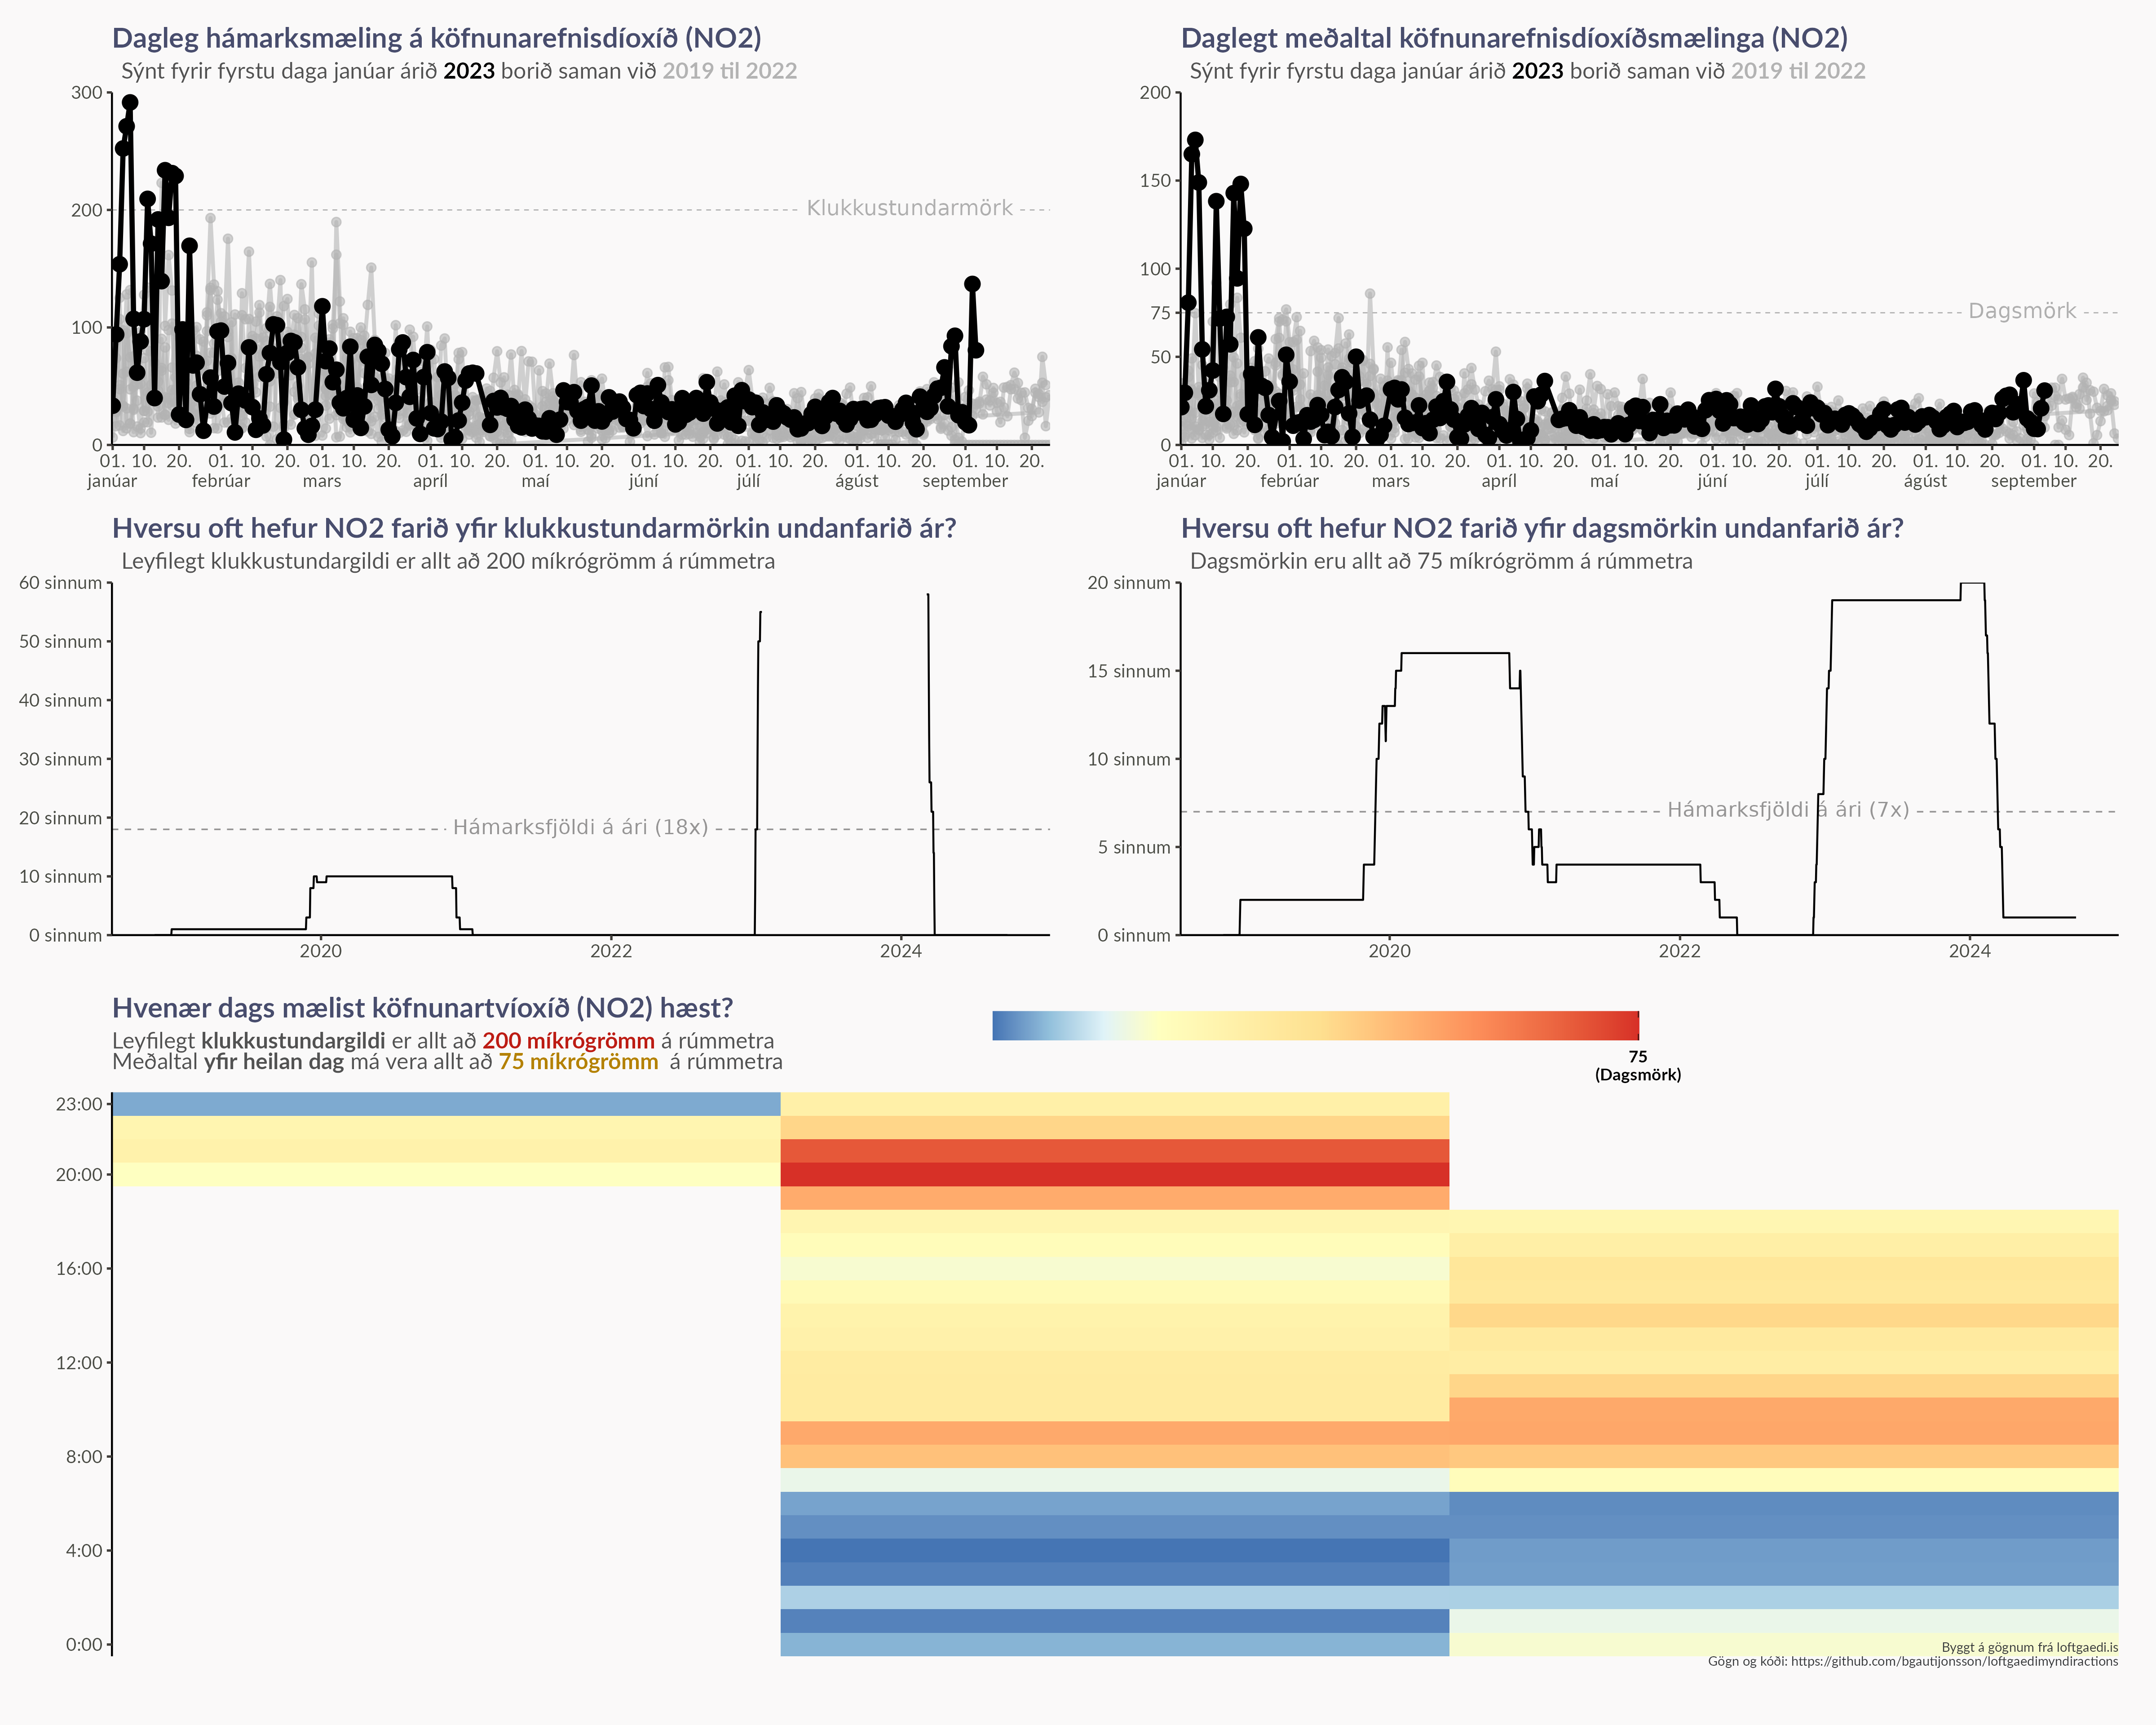 Dagleg hámarksmæling á köfnunarefnisdíoxíð (NO2)
Sýnt fyrir fyrstu daga janúar árið 2023 borið saman við 2019 til 2022
300
200
100
0
Klukkustundarmörk
01. 10. 20. 01. 10. 20. 01. 10. 20. 01. 10. 20. 01. 10. 20. 01. 10. 20. 01. 10. 20. 01. 10. 20. 01. 10. 20.
janúar febrúar mars apríl maí júní júlí ágúst september
Daglegt meðaltal köfnunarefnisdíoxíðsmælinga (NO2)
Sýnt fyrir fyrstu daga janúar árið 2023 borið saman við 2019 til 2022
200
150
100
75
50
0
Dagsmörk
01. 10. 20. 01. 10. 20. 01. 10. 20. 01. 10. 20. 01. 10. 20. 01. 10. 20. 01. 10. 20. 01. 10. 20. 01. 10. 20.
janúar febrúar mars apríl maí júní júlí ágúst september
Hversu oft hefur NO2 farið yfir klukkustundarmörkin undanfarið ár?
Leyfilegt klukkustundargildi er allt að 200 míkrógrömm á rúmmetra
60 sinnum
50 sinnum
40 sinnum
30 sinnum
20 sinnum
10 sinnum
0 sinnum
Hámarksfjöldi á ári (18x)
2020 2022 2024
Hversu oft hefur NO2 farið yfir dagsmörkin undanfarið ár?
Dagsmörkin eru allt að 75 míkrógrömm á rúmmetra
20 sinnum
15 sinnum
10 sinnum
5 sinnum
0 sinnum
Hámarksfjöldi á ári (7x)
2020 2022 2024
Hvenær dags mælist köfnunartvíoxíð (NO2) hæst?
Leyfilegt klukkustundargildi er allt að 200 míkrógrömm á rúmmetra
Meðaltal yfir heilan dag má vera allt að 75 míkrógrömm á rúmmetra
75
(Dagsmörk)
23:00
20:00
16:00
12:00
8:00
4:00
0:00
Byggt á gögnum frá loftgaedi.is
Gögn og kóði: https://github.com/bgautijonsson/loftgaedimyndiractions